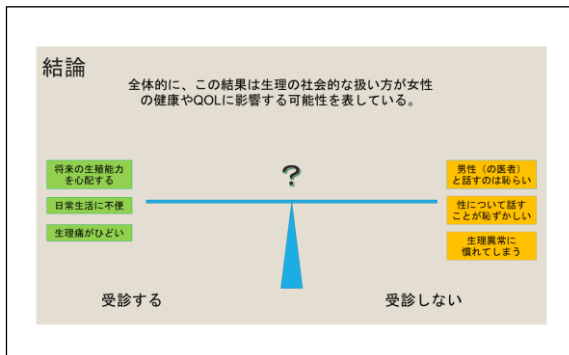 結論
全体的に、この結果は生理の社会的な扱い方が女性
の健康やQOLに影響する可能性を表している。
?
将来の生殖能力
を心配する
日常生活に不便
生理痛がひどい
男性（の医者）
と話すのは恥らい
性について話す
ことが恥ずかしい
生理異常に
慣れてしまう
受診する
受診しない